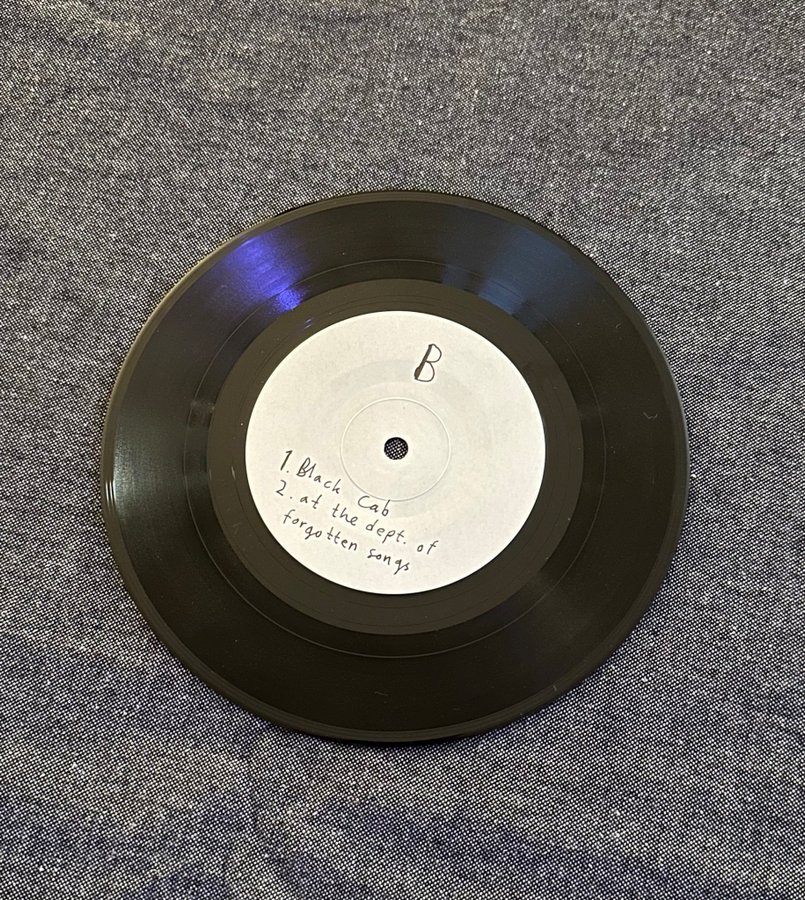 B
1. Black Cab
2. at the dept. of
forgotten songs